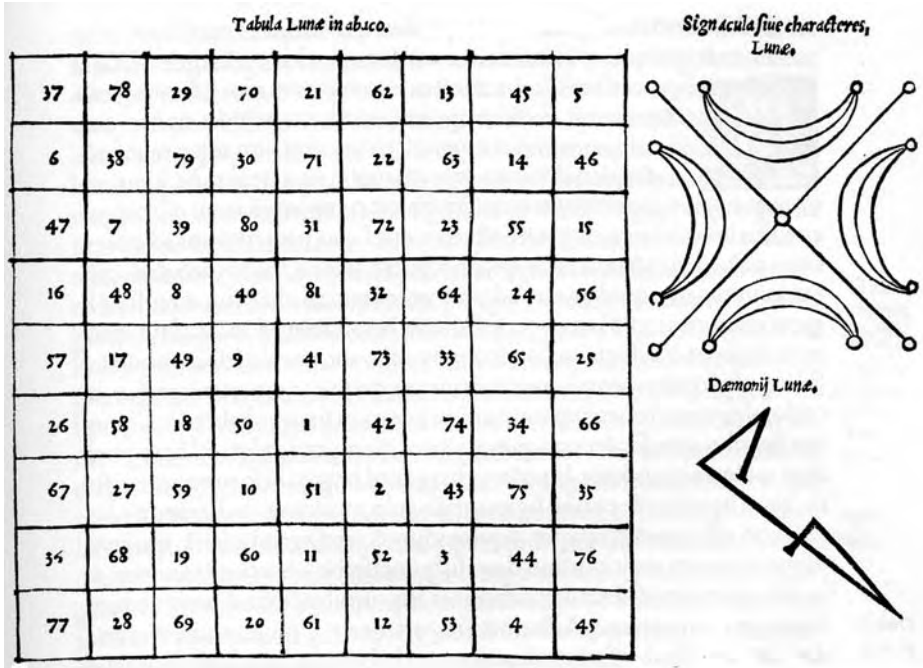 Tabula Lunæ in abaco.
37 78 29 70 21 62 13 45 5
6 38 79 30 71 22 63 14 46
47 7 39 80 31 72 23 55 15
16 48 8 40 81 32 64 24 56
57 17 49 9 41 73 33 65 25
26 58 18 50 1 42 74 34 66
67 27 59 10 51 2 43 75 35
36 68 19 60 11 52 3 44 76
77 28 69 20 61 12 53 4 45
Signacula ſiue characteres,
Lunæ.
Dæmonij Lunæ.